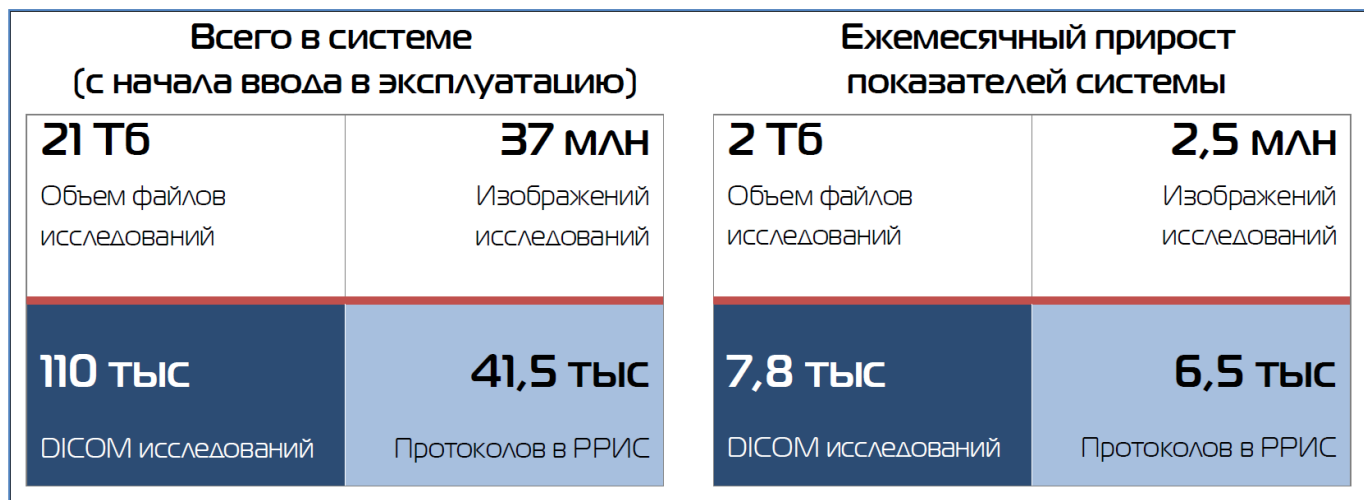 Всего в системе
(с начала ввода в эксплуатацию)
21 Тб
Объем файлов
исследований
37 млн
Изображений
исследований
110 тыс
DICOM исследований
41,5 тыс
Протоколов в РРИС
Ежемесячный прирост
показателей системы
2 Тб
Объем файлов
исследований
2,5 млн
Изображений
исследований
7,8 тыс
DICOM исследований
6,5 тыс
Протоколов в РРИС